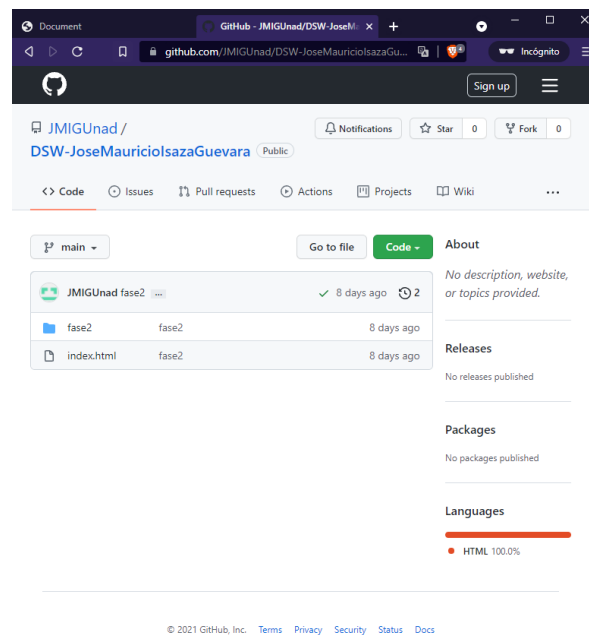 Document
GitHub - JMIGUnad/DSW-JoseMa
github.com/JMIGUnad/DSW-JoseMauricioIsazaGu...
Incógnito
Sign up
JMIGUnad /
DSW-JoseMauricioIsazaGuevara Public
Notifications Star 0 Fork 0
Code Issues Pull requests Actions Projects Wiki ...
main Go to file Code
JMIGUnad fase2 ... 8 days ago 2
fase2 fase2 8 days ago
index.html fase2 8 days ago
About
No description, website,
or topics provided.
Releases
No releases published
Packages
No packages published
Languages
HTML 100.0%
© 2021 GitHub, Inc. Terms Privacy Security Status Docs